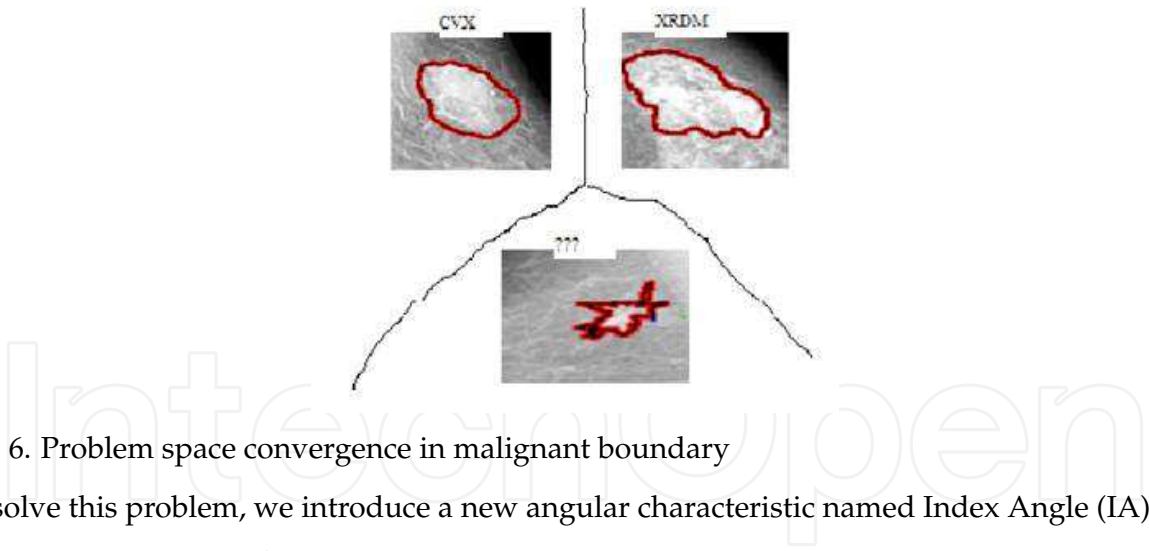 CVX
XRDM
???
6. Problem space convergence in malignant boundary
solve this problem, we introduce a new angular characteristic named Index Angle (IA)
IntechOpen